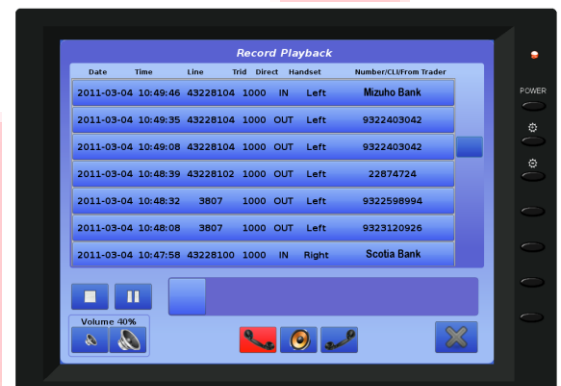 Record Playback
Date Time Line Trid Direct Handset Number/CLI/From Trader
2011-03-04 10:49:46 43228104 1000 IN Left Mizuho Bank
2011-03-04 10:49:35 43228104 1000 OUT Left 9322403042
2011-03-04 10:49:08 43228104 1000 OUT Left 9322403042
2011-03-04 10:48:39 43228102 1000 OUT Left 22874724
2011-03-04 10:48:32 3807 1000 OUT Left 9322598994
2011-03-04 10:48:08 3807 1000 OUT Left 9323120926
2011-03-04 10:47:58 43228100 1000 IN Right Scotia Bank
Volume 40%
POWER